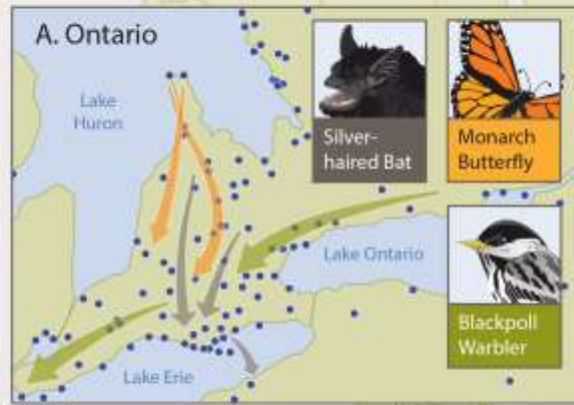 A. Ontario
Lake
Huron
Silver-
haired Bat
Monarch
Butterfly
Lake Ontario
Blackpoll
Warbler
Lake Erie